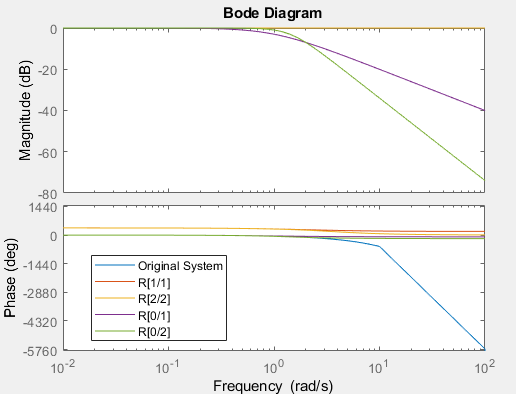 Bode Diagram
0
-20
-40
-60
-80
Magnitude (dB)
1440
0
-1440
-2880
-4320
-5760
Phase (deg)
Original System
R[1/1]
R[2/2]
R[0/1]
R[0/2]
10-2
10-1
100
101
102
Frequency (rad/s)